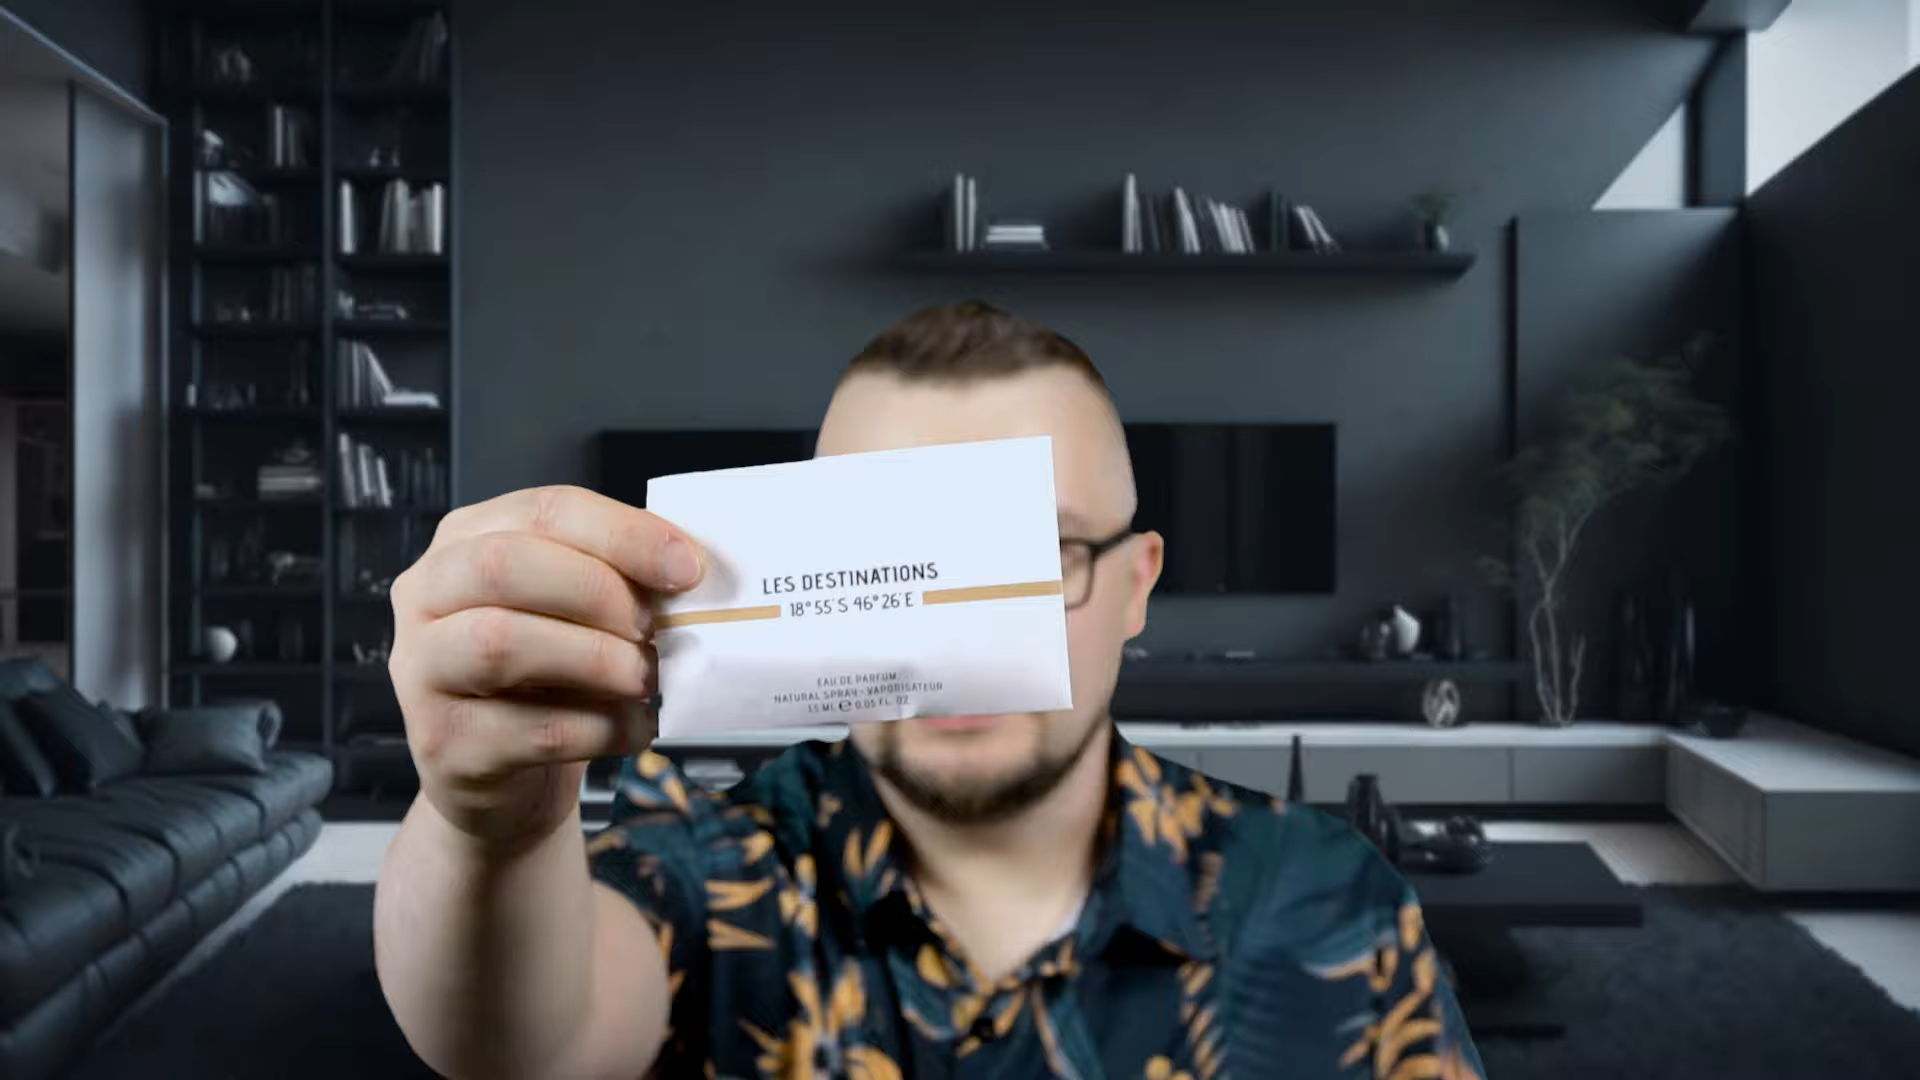 LES DESTINATIONS
18°55'S 46°26'E
EAU DE PARFUM
NATURAL SPRAY - VAPORISATEUR
1.5 ML ℮ 0.05 FL. OZ.